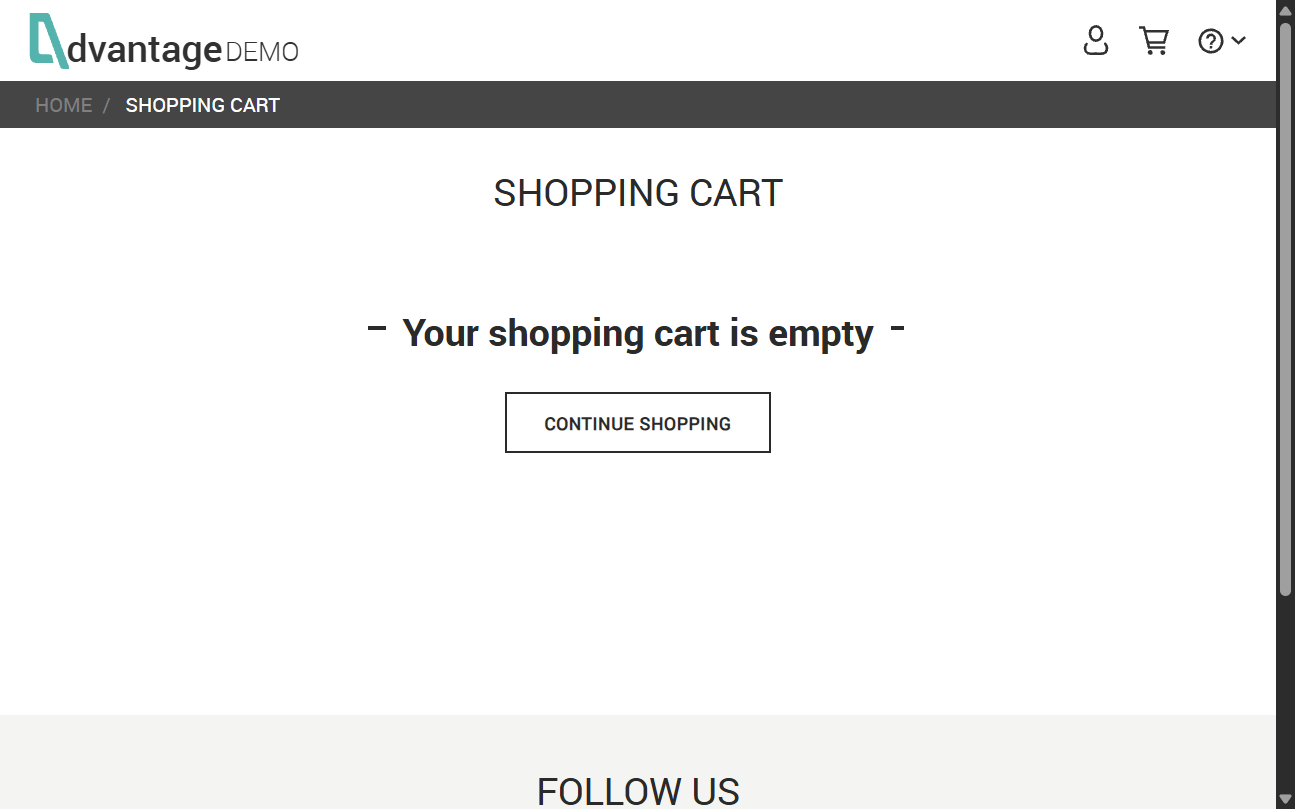 dvantage DEMO
HOME / SHOPPING CART
SHOPPING CART
- Your shopping cart is empty -
CONTINUE SHOPPING
FOLLOW US